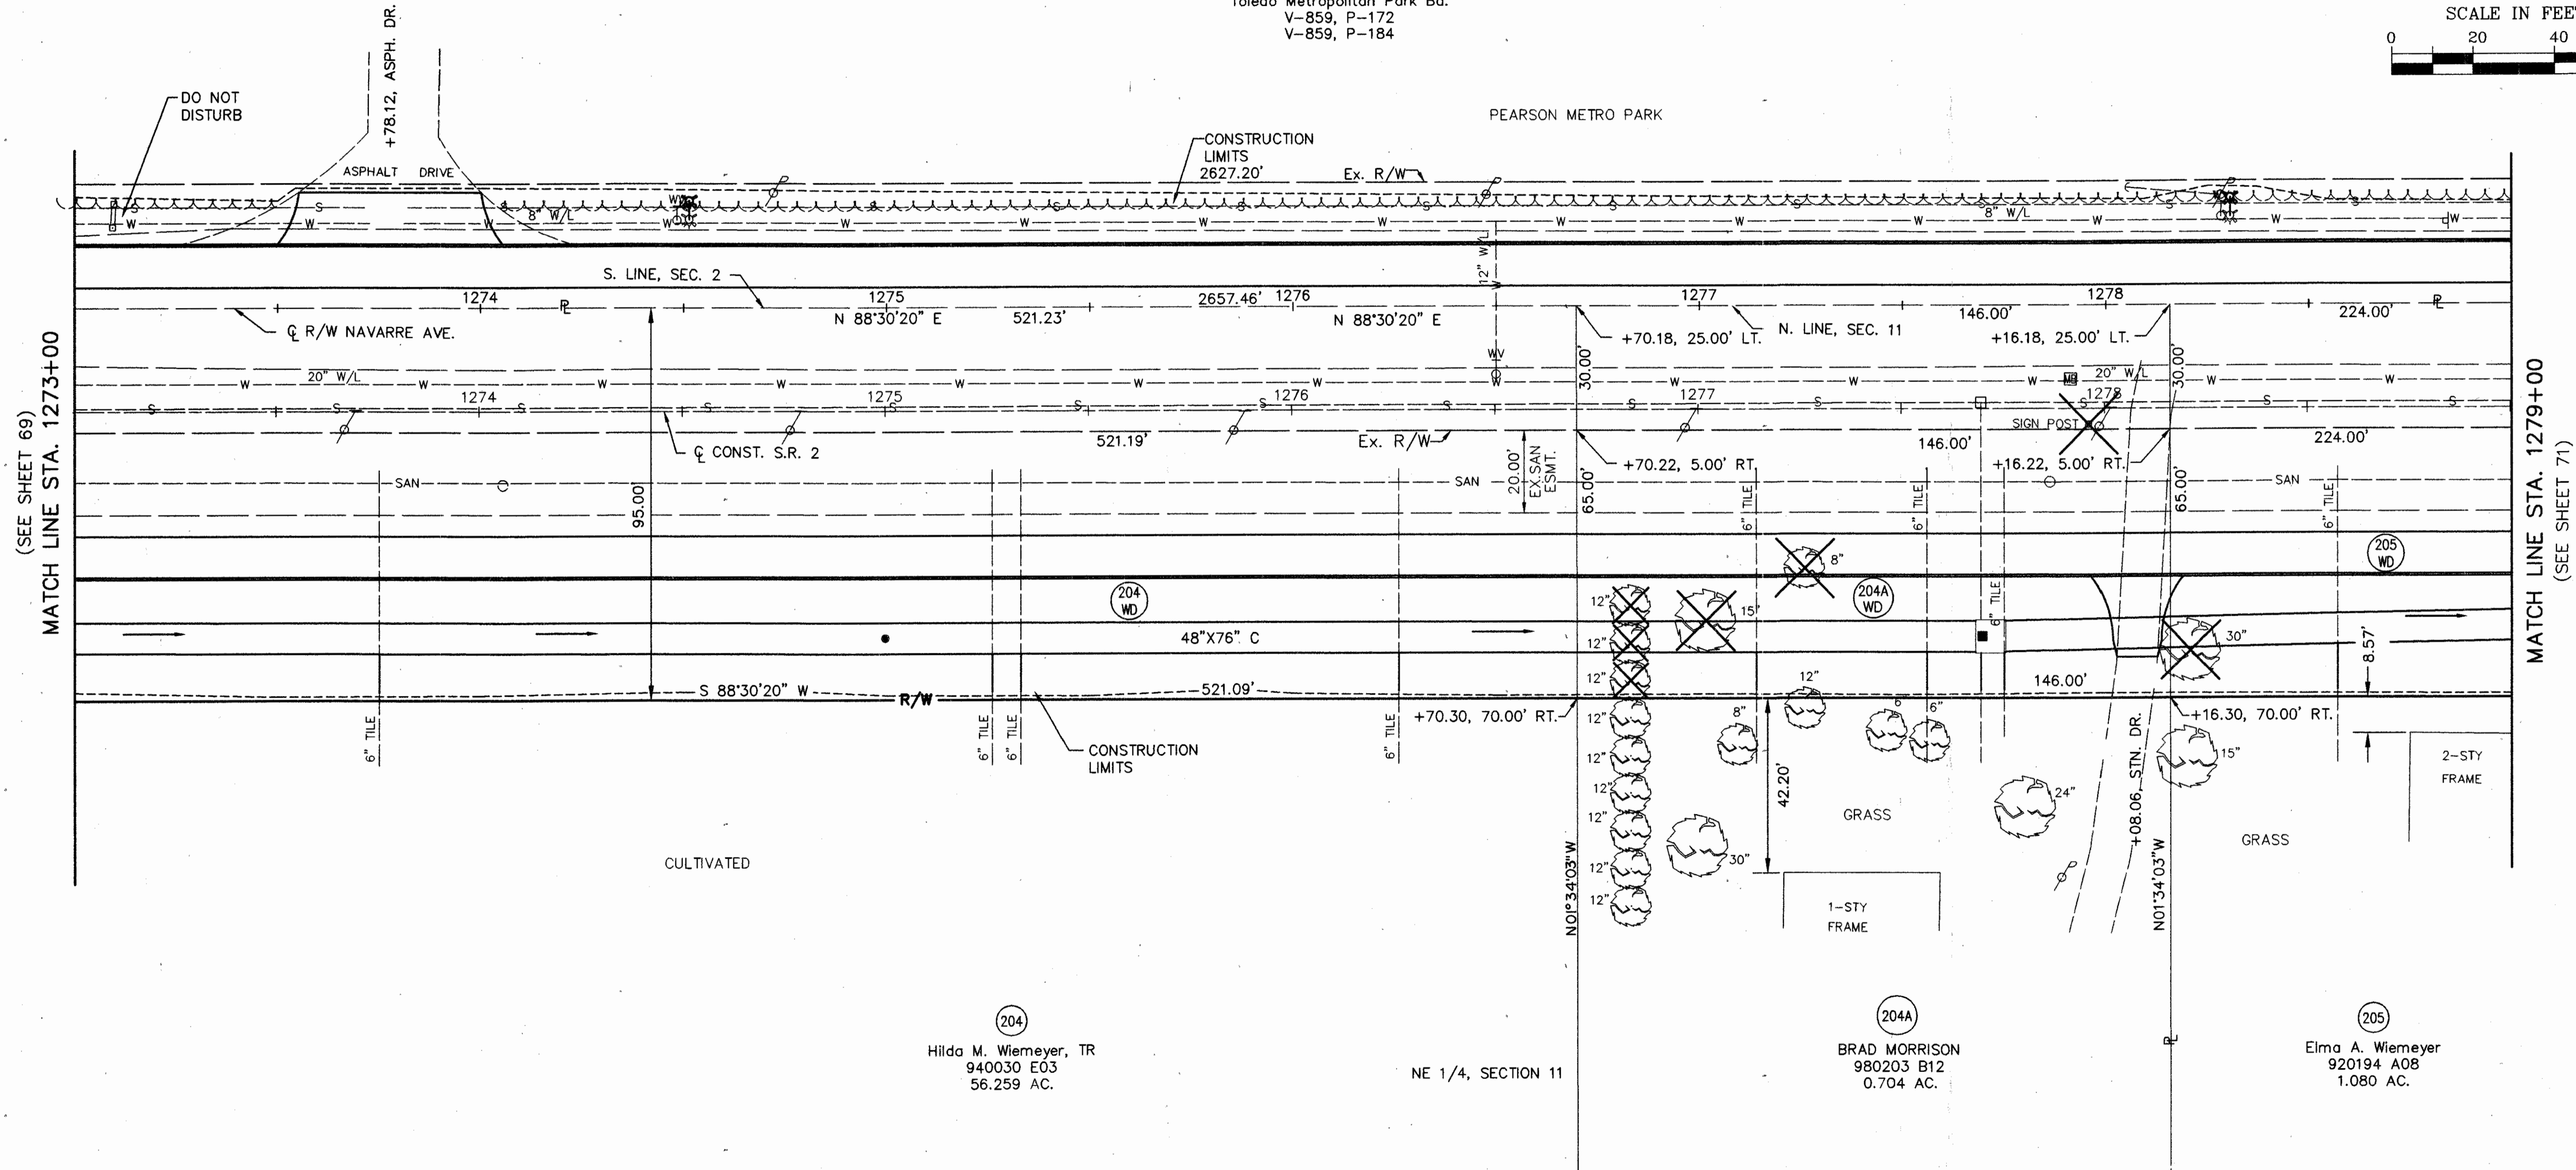 Toledo Metropolitan Park Bd.
V-859, P-172
V-859, P-184
SCALE IN FEET
0 20 40
+78.12, ASPH. DR.
DO NOT
DISTURB
PEARSON METRO PARK
CONSTRUCTION
LIMITS
2627.20'
Ex. R/W
ASPHALT DRIVE
8" W/L
8" W/L
12" W/L
S. LINE, SEC. 2
1274
1275
2657.46'
1276
1277
1278
N 88°30'20" E
521.23'
N 88°30'20" E
N. LINE, SEC. 11
146.00'
224.00'
℄ R/W NAVARRE AVE.
+70.18, 25.00' LT.
+16.18, 25.00' LT.
30.00'
30.00'
WV
20" W/L
20" W/L
MB
1274
1275
1276
1277
1278
SIGN POST
521.19'
Ex. R/W
146.00'
224.00'
℄ CONST. S.R. 2
+70.22, 5.00' RT.
+16.22, 5.00' RT.
SAN
SAN
SAN
20.00'
EX.SAN
ESMT.
65.00'
65.00'
95.00'
6" TILE
6" TILE
6" TILE
6" TILE
204
WD
204A
WD
205
WD
8"
12"
15"
12"
12"
30"
8.57'
48"X76" C
S 88°30'20" W
R/W
521.09'
146.00'
+70.30, 70.00' RT.
+16.30, 70.00' RT.
6" TILE
6" TILE
6" TILE
6" TILE
CONSTRUCTION
LIMITS
12"
12"
12"
12"
12"
12"
8"
12"
6"
6"
42.20'
30"
24"
15"
GRASS
GRASS
2-STY
FRAME
1-STY
FRAME
CULTIVATED
+08.06, STN. DR.
N01°34'03"W
N01°34'03"W
(SEE SHEET 69)
MATCH LINE STA. 1273+00
MATCH LINE STA. 1279+00
(SEE SHEET 71)
204
Hilda M. Wiemeyer, TR
940030 E03
56.259 AC.
NE 1/4, SECTION 11
204A
BRAD MORRISON
980203 B12
0.704 AC.
205
Elma A. Wiemeyer
920194 A08
1.080 AC.